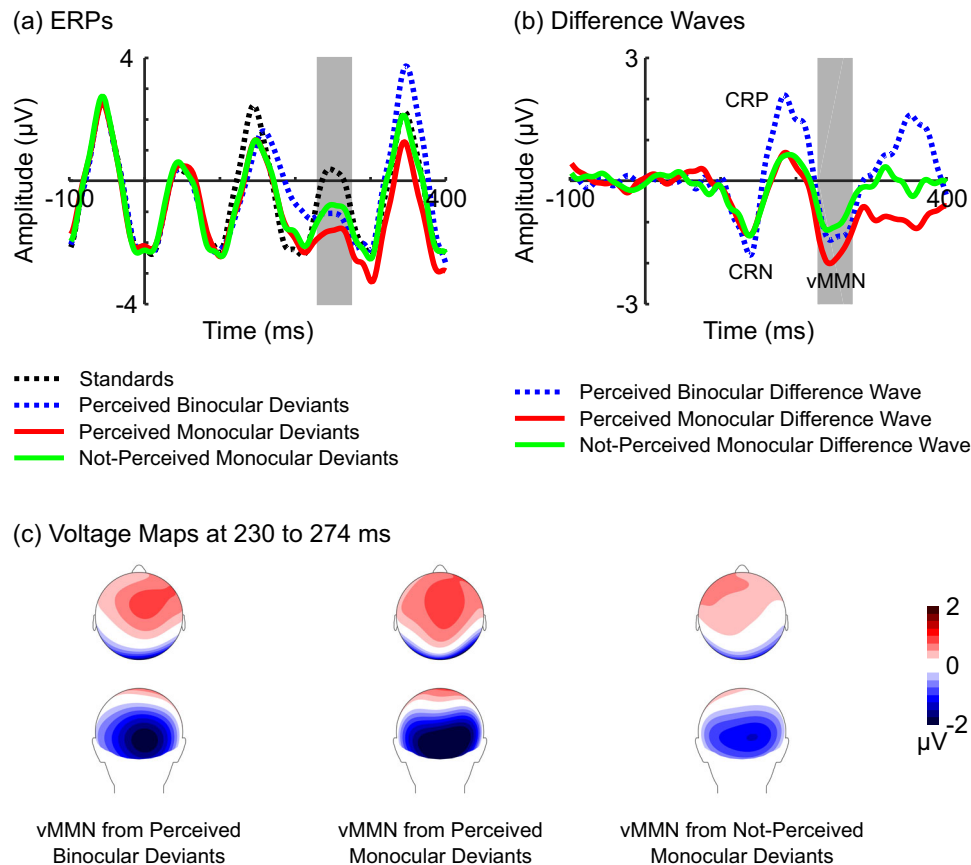 (a) ERPs
4
Amplitude (µV)
-100
400
-4
Time (ms)
Standards
Perceived Binocular Deviants
Perceived Monocular Deviants
Not-Perceived Monocular Deviants
(b) Difference Waves
3
Amplitude (µV)
CRP
-100
400
CRN
vMMN
-3
Time (ms)
Perceived Binocular Difference Wave
Perceived Monocular Difference Wave
Not-Perceived Monocular Difference Wave
(c) Voltage Maps at 230 to 274 ms
2
0
-2
µV
vMMN from Perceived
Binocular Deviants
vMMN from Perceived
Monocular Deviants
vMMN from Not-Perceived
Monocular Deviants